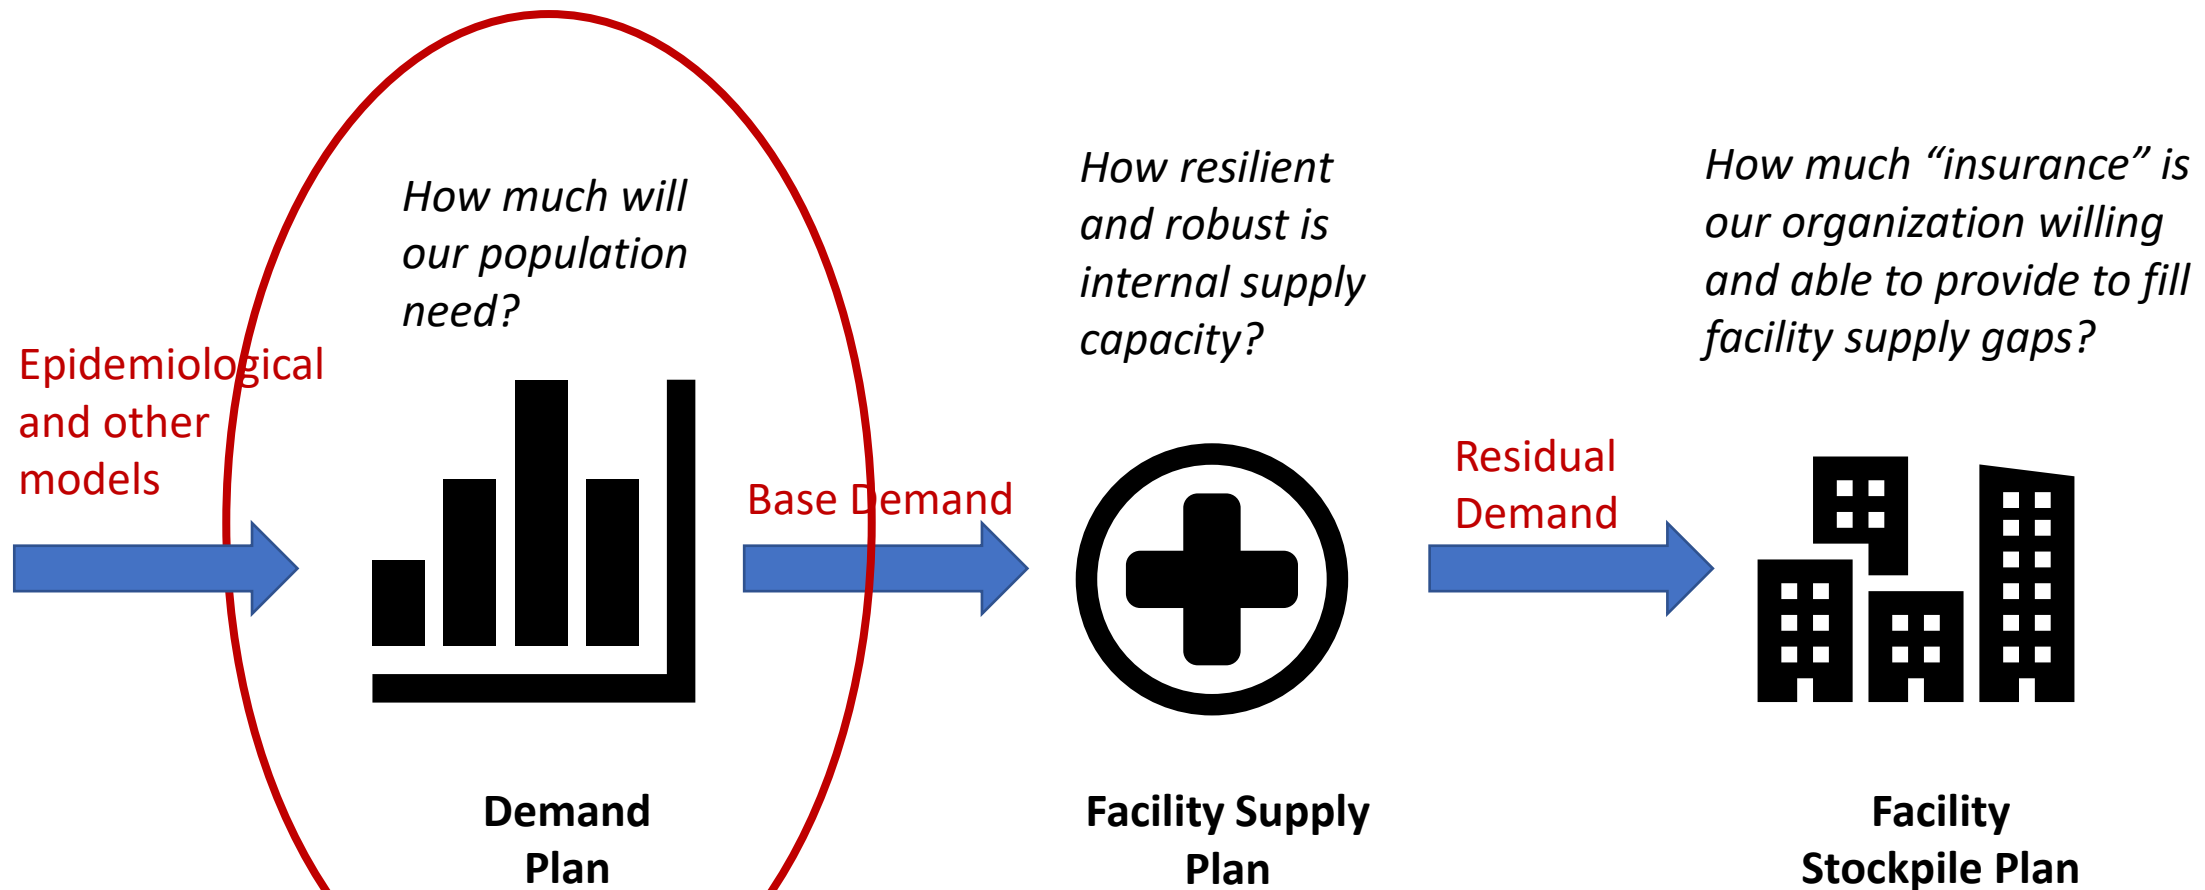 Epidemiological
and other
models
How much will
our population
need?
Demand
Plan
Base Demand
How resilient
and robust is
internal supply
capacity?
Facility Supply
Plan
Residual
Demand
How much “insurance” is
our organization willing
and able to provide to fill
facility supply gaps?
Facility
Stockpile Plan